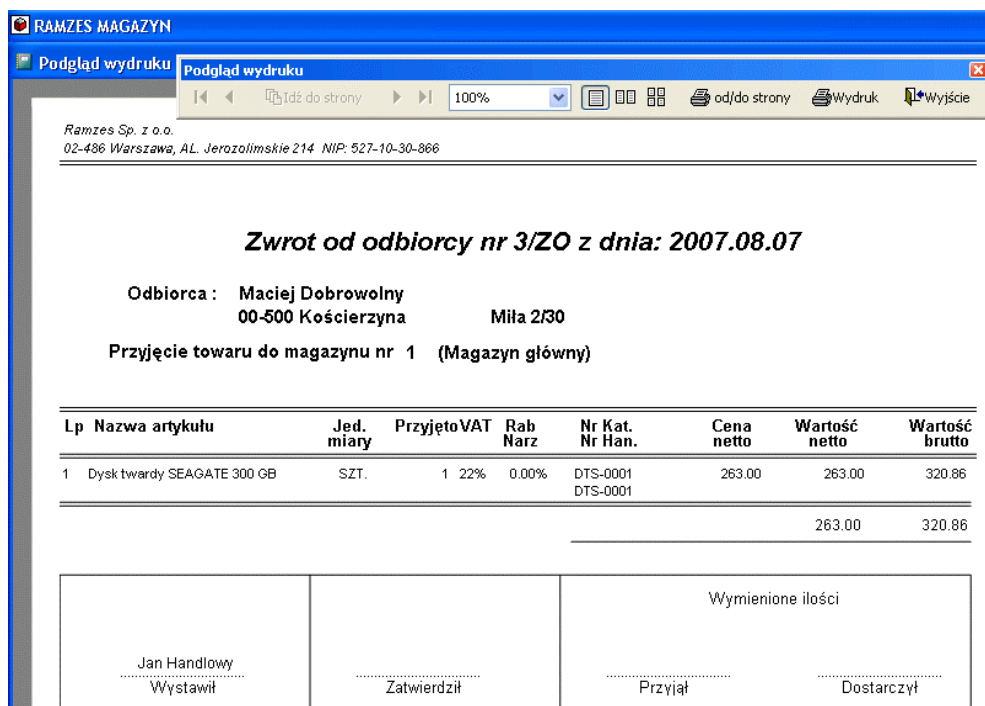 RAMZES MAGAZYN
Podgląd wydruku
Podgląd wydruku
Idź do strony 100% od/do strony Wydruk Wyjście
Ramzes Sp. z o.o.
02-486 Warszawa, AL. Jerozolimskie 214 NIP: 527-10-30-866
Zwrot od odbiorcy nr 3/ZO z dnia: 2007.08.07
Odbiorca : Maciej Dobrowolny
00-500 Kościerzyna Miła 2/30
Przyjęcie towaru do magazynu nr 1 (Magazyn główny)
Lp Nazwa artykułu Jed. Przyjęto VAT Rab Nr Kat. Cena Wartość Wartość
miary Narz Nr Han. netto netto brutto
1 Dysk twardy SEAGATE 300 GB SZT. 1 22% 0.00% DTS-0001 263.00 263.00 320.86
DTS-0001
263.00 320.86
Wymienione ilości
Jan Handlowy
Wystawił Zatwierdził Przyjął Dostarczył